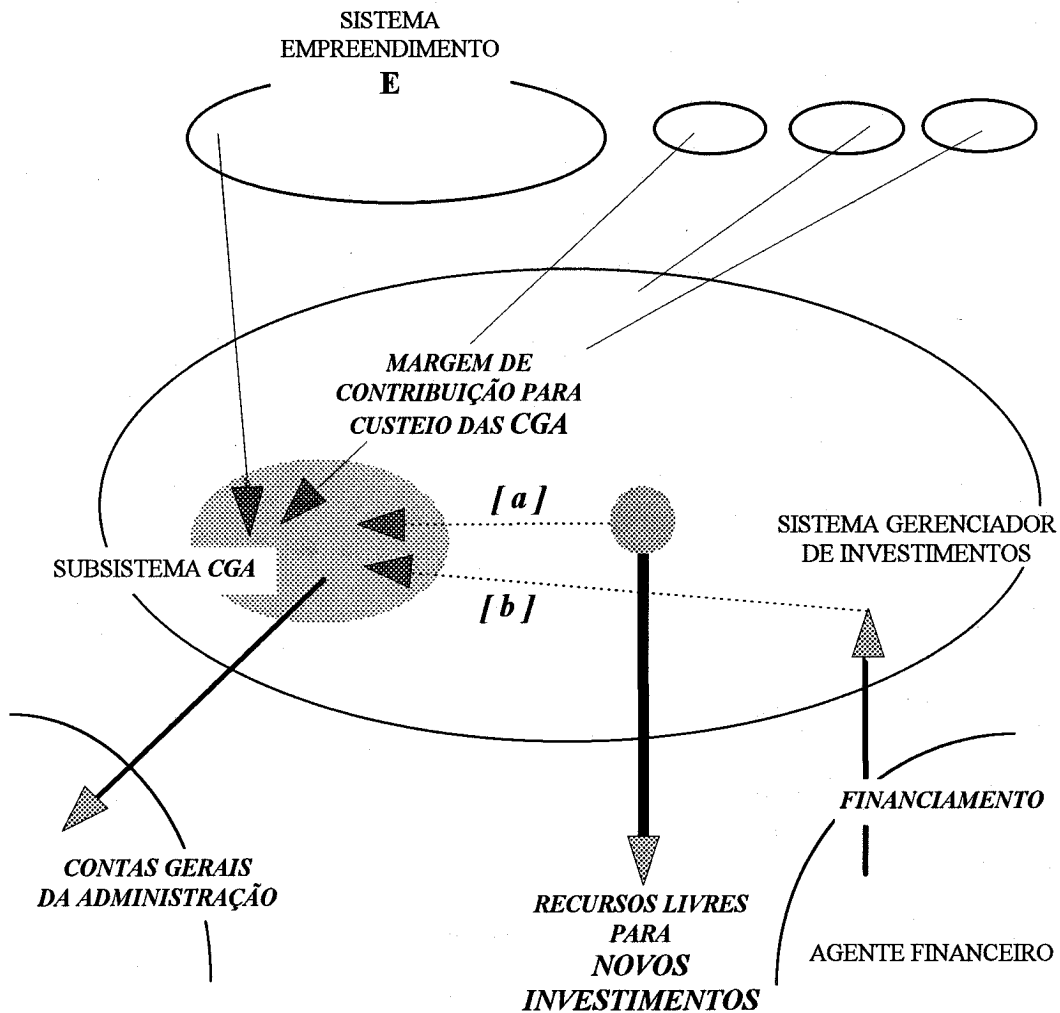 SISTEMA
EMPREENDIMENTO
E
MARGEM DE
CONTRIBUIÇÃO PARA
CUSTEIO DAS CGA
[ a ]
SISTEMA GERENCIADOR
DE INVESTIMENTOS
SUBSISTEMA CGA
[ b ]
FINANCIAMENTO
CONTAS GERAIS
DA ADMINISTRAÇÃO
RECURSOS LIVRES
PARA
NOVOS
INVESTIMENTOS
AGENTE FINANCEIRO